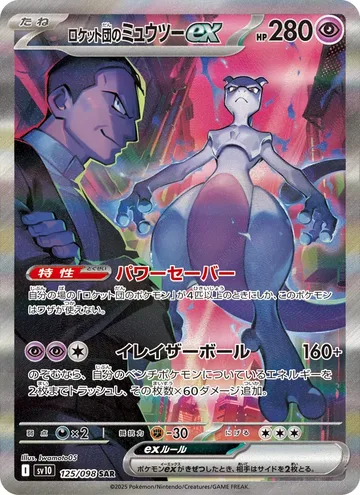 たね ロケット団のミュウツーex HP280
特性 パワーセーバー
自分の場の「ロケット団のポケモン」が4匹以上のときにしか、このポケモンは
ワザが使えない。
イレイザーボール 160+
のぞむなら、自分のベンチポケモンについているエネルギーを
2枚までトラッシュし、その枚数×60ダメージ追加。
弱点 ×2 抵抗力 -30 にげる
exルール
ポケモンexがきぜつしたとき、相手はサイドを2枚とる。
Illus. Iwamoto05
I sv10 125/098 SAR
©2025 Pokémon/Nintendo/Creatures/GAME FREAK.